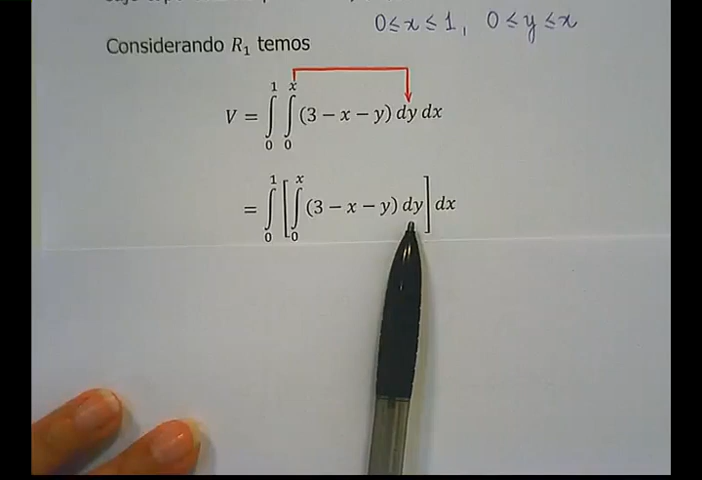 0 ≤ x ≤ 1, 0 ≤ y ≤ x
Considerando R₁ temos
V = ∫₀¹ ∫₀ˣ (3 − x − y) dy dx
= ∫₀¹ [∫₀ˣ (3 − x − y) dy] dx